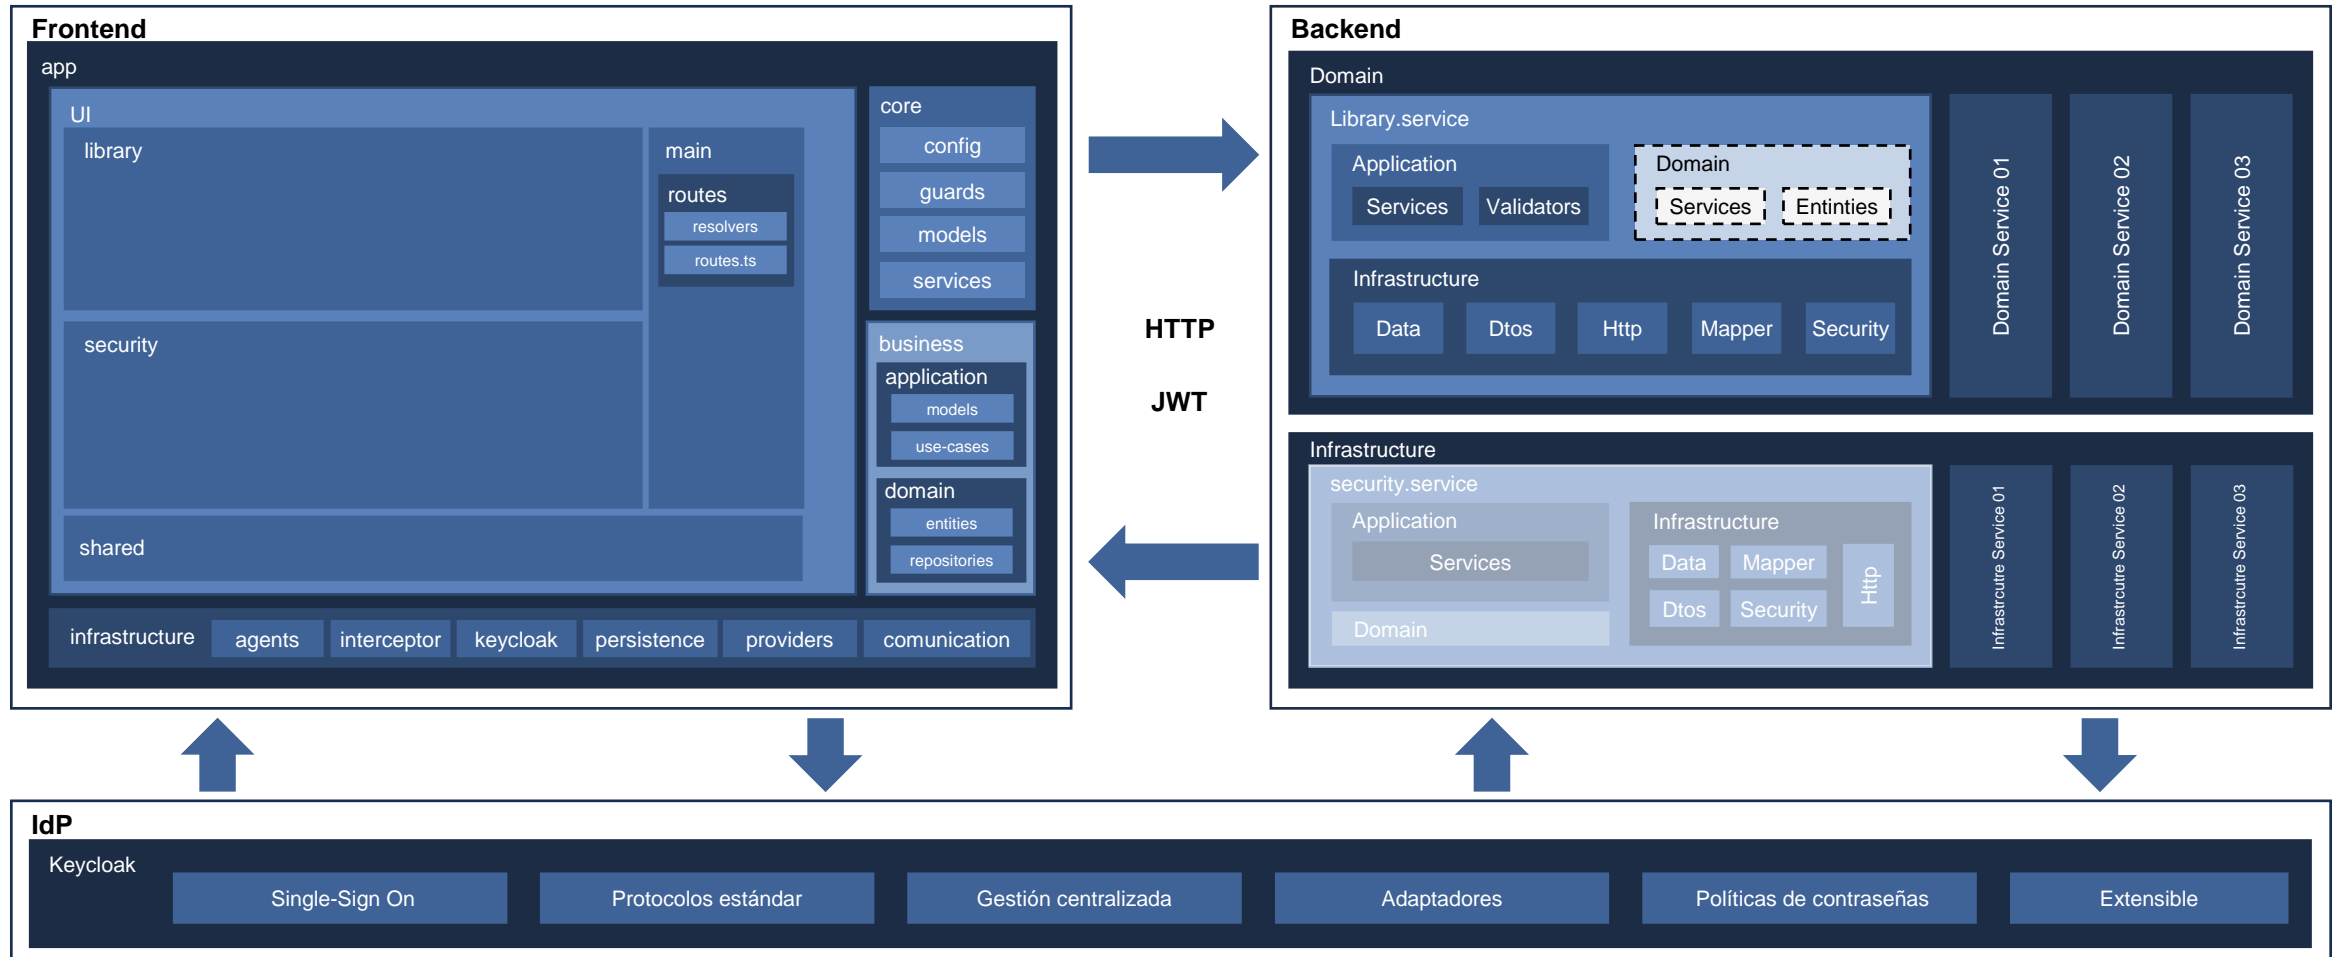 Frontend
app
UI
library
main
routes
resolvers
routes.ts
security
shared
core
config
guards
models
services
business
application
models
use-cases
domain
entities
repositories
infrastructure
agents
interceptor
keycloak
persistence
providers
comunication
HTTP
JWT
Backend
Domain
Library.service
Application
Services
Validators
Domain
Services
Entinties
Infrastructure
Data
Dtos
Http
Mapper
Security
Domain Service 01
Domain Service 02
Domain Service 03
Infrastructure
security.service
Application
Services
Domain
Infrastructure
Data
Mapper
Dtos
Security
Http
Infrastrcutre Service 01
Infrastrcutre Service 02
Infrastrcutre Service 03
IdP
Keycloak
Single-Sign On
Protocolos estándar
Gestión centralizada
Adaptadores
Políticas de contraseñas
Extensible